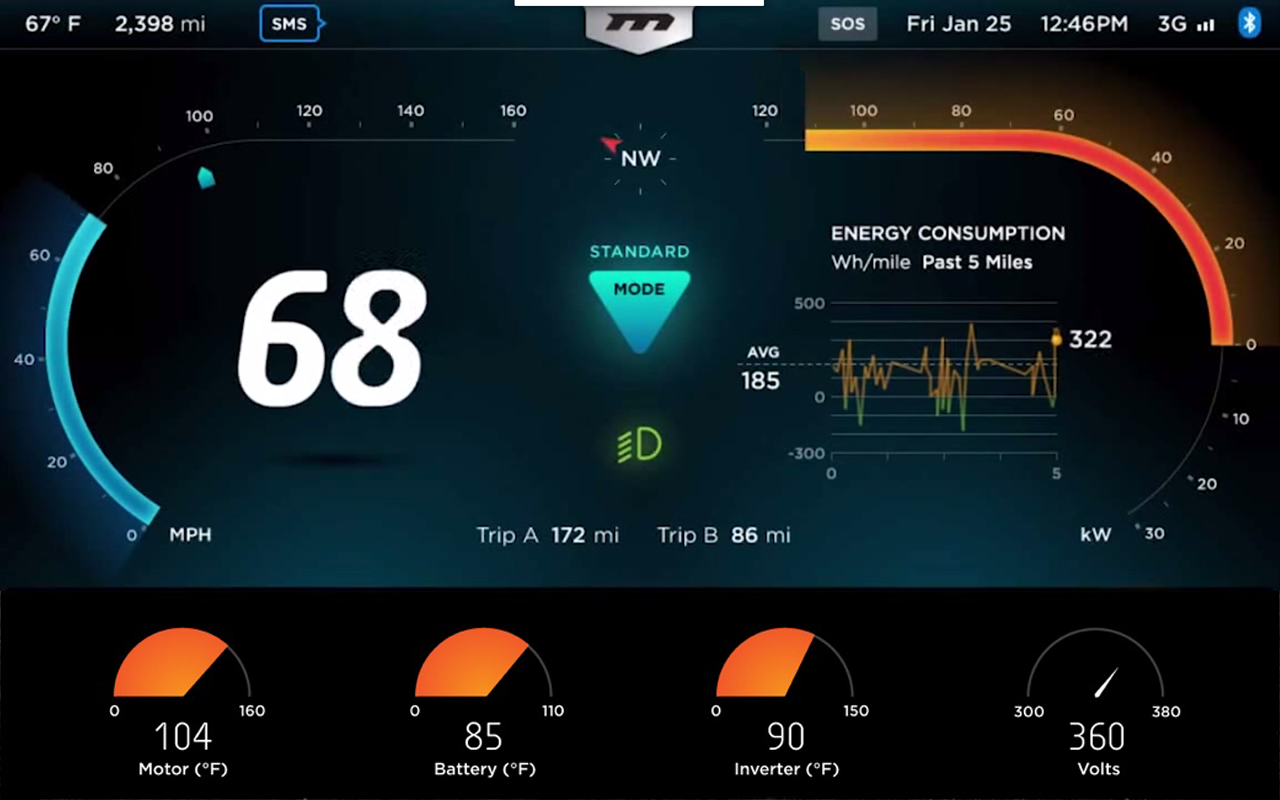 67° F 2,398 mi SMS SOS Fri Jan 25 12:46PM 3G
m
0 20 40 60 80 100 120 140 160
MPH
68
NW
STANDARD
MODE
120 100 80 60 40 20 0 10 20 30
kW
ENERGY CONSUMPTION
Wh/mile Past 5 Miles
500
322
AVG
185
0
-300
0 5
Trip A 172 mi Trip B 86 mi
0 160
104
Motor (°F)
0 110
85
Battery (°F)
0 150
90
Inverter (°F)
300 380
360
Volts